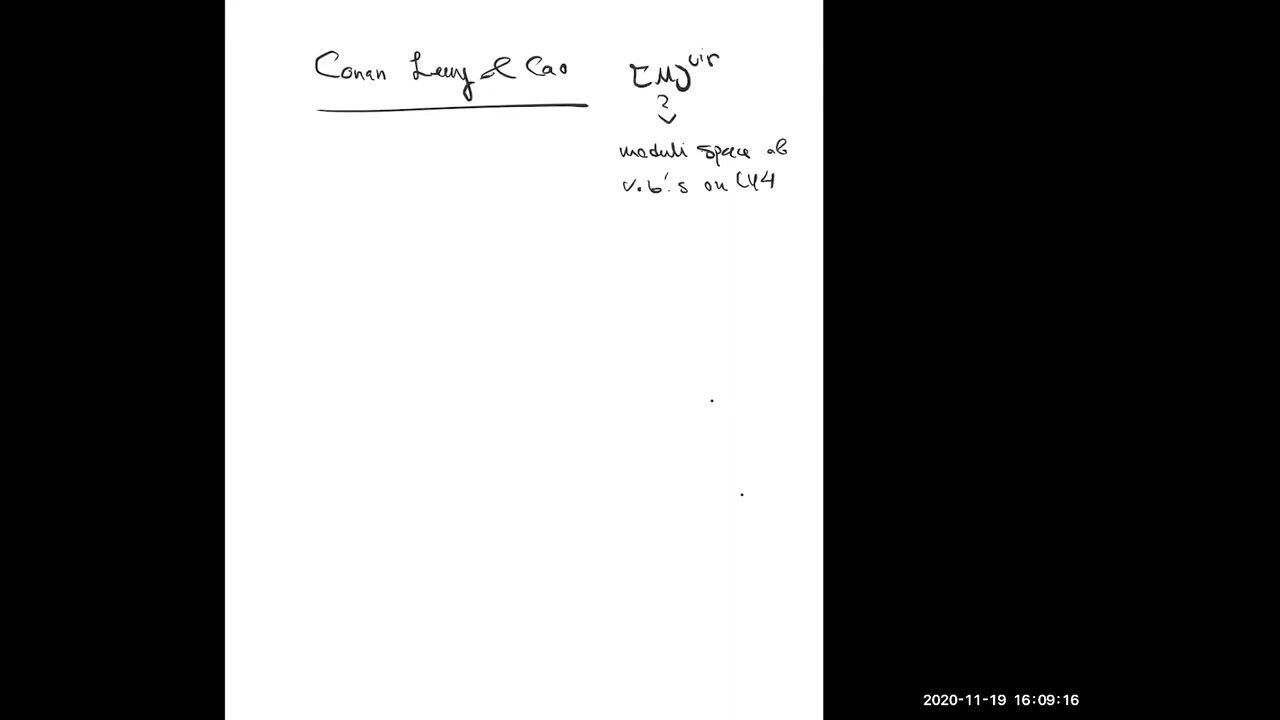 Conan Leung & Cao
[M]^vir
?
moduli space of
v.b.'s on CY4
2020-11-19 16:09:16